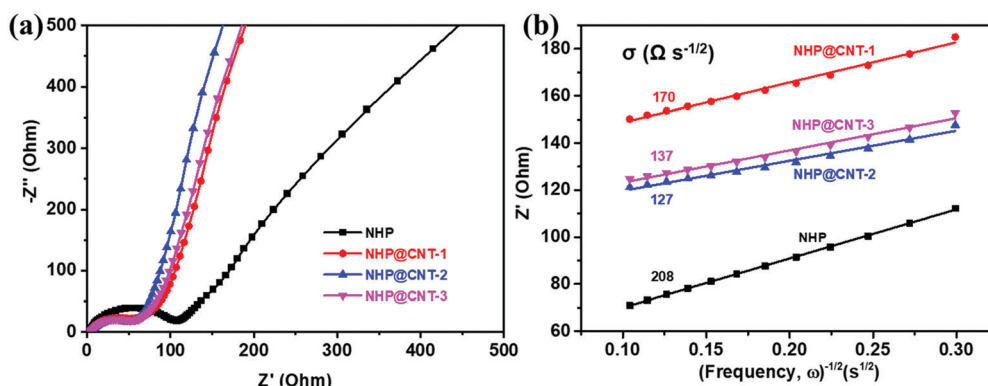 (a)
500
400
300
200
100
0
-Z'' (Ohm)
NHP
NHP@CNT-1
NHP@CNT-2
NHP@CNT-3
0 100 200 300 400 500
Z' (Ohm)
(b)
180
160
140
120
100
80
60
Z' (Ohm)
σ (Ω s-1/2)
NHP@CNT-1
170
NHP@CNT-3
137
NHP@CNT-2
127
NHP
208
0.10 0.15 0.20 0.25 0.30
(Frequency, ω)-1/2(s1/2)